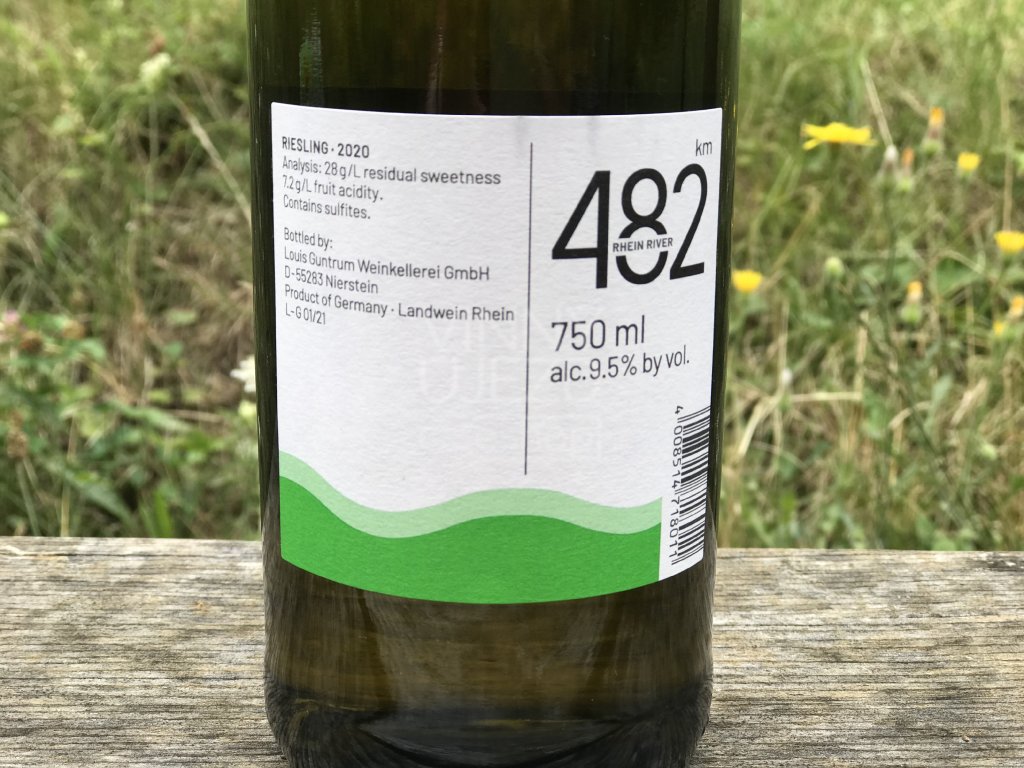 RIESLING · 2020
Analysis: 28 g/L residual sweetness
7.2 g/L fruit acidity.
Contains sulfites.
Bottled by:
Louis Guntrum Weinkellerei GmbH
D-55283 Nierstein
Product of Germany · Landwein Rhein
L-G 01/21
km
482
RHEIN RIVER
750 ml
alc. 9.5% by vol.
4 008514 718011